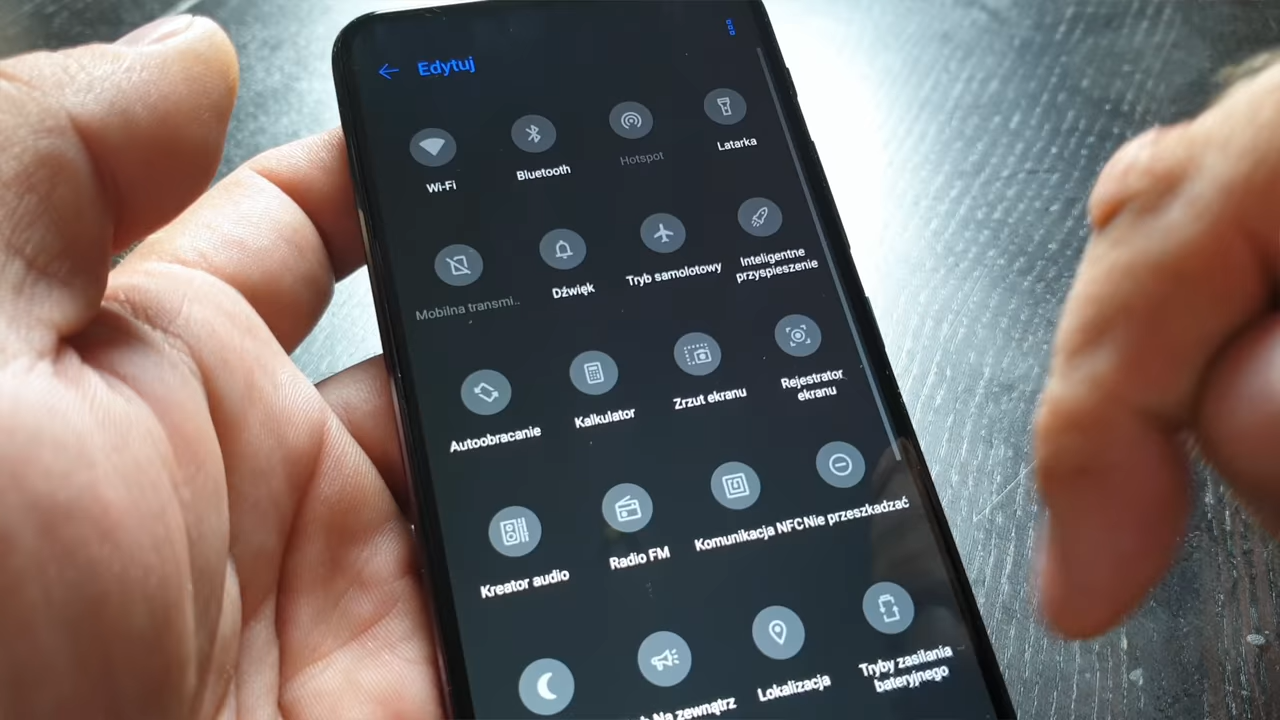 Edytuj
Wi-Fi
Bluetooth
Hotspot
Latarka
Mobilna transmi..
Dźwięk
Tryb samolotowy
Inteligentne
przyspieszenie
Autoobracanie
Kalkulator
Zrzut ekranu
Rejestrator
ekranu
Kreator audio
Radio FM
Komunikacja NFC
Nie przeszkadzać
Na zewnątrz
Lokalizacja
Tryby zasilania
bateryjnego